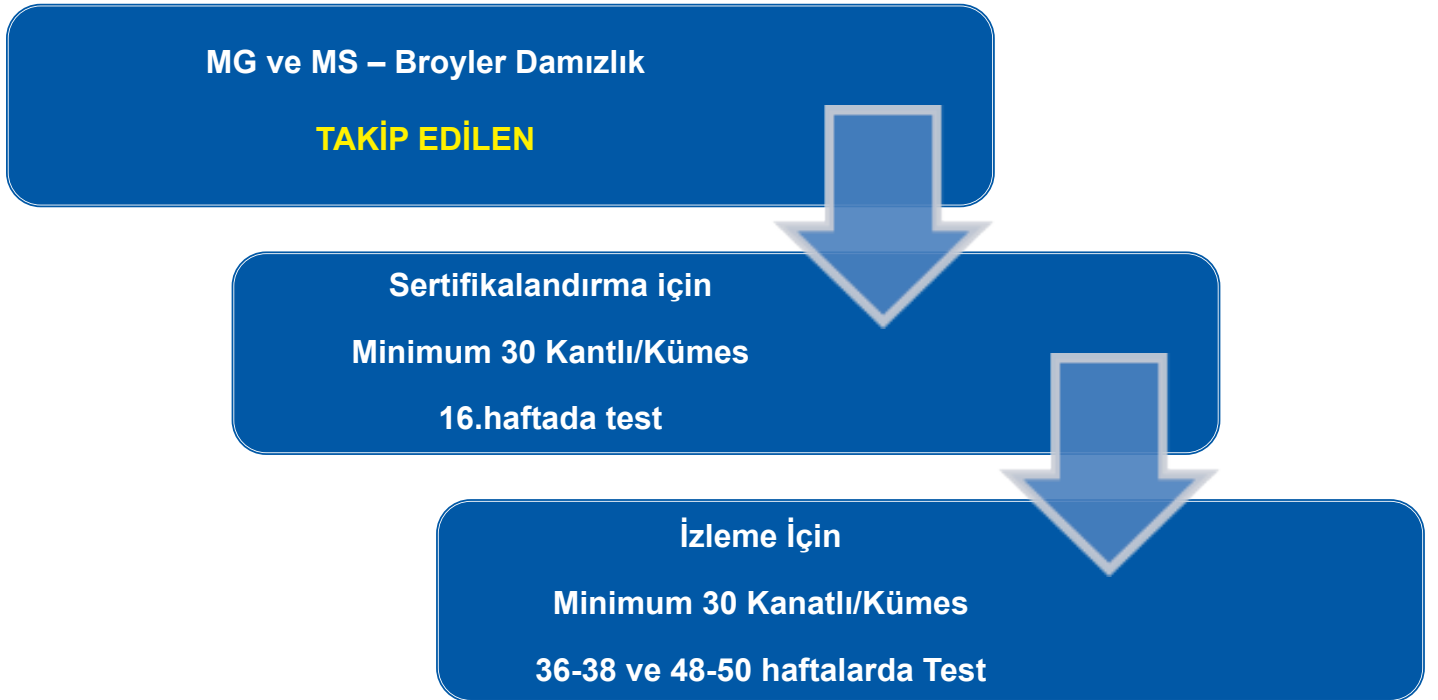 MG ve MS – Broyler Damızlık
TAKİP EDİLEN
Sertifikalandırma için
Minimum 30 Kantlı/Kümes
16.haftada test
İzleme İçin
Minimum 30 Kanatlı/Kümes
36-38 ve 48-50 haftalarda Test